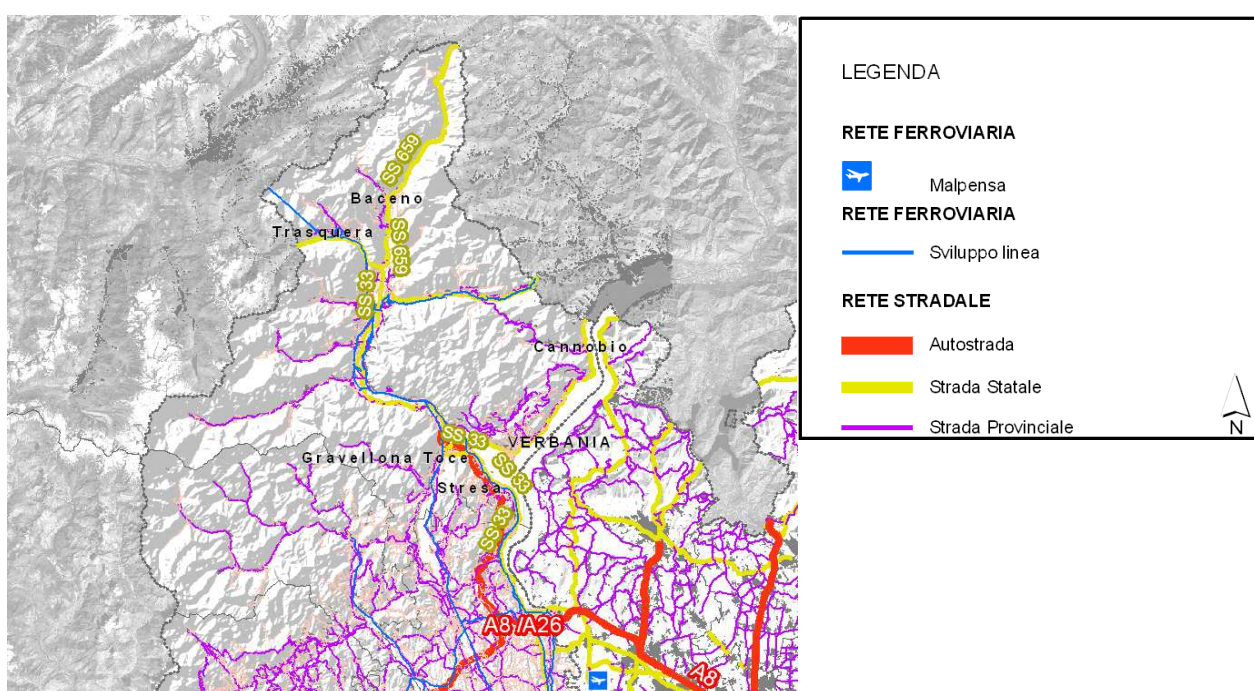 SS 659
Baceno
Trasquera
SS 659
SS 33
Cannobio
SS 33
VERBANIA
Gravellona Toce
SS 33
Stresa
SS 33
A8 /A26
A8
LEGENDA
RETE FERROVIARIA
Malpensa
RETE FERROVIARIA
Sviluppo linea
RETE STRADALE
Autostrada
Strada Statale
Strada Provinciale
N